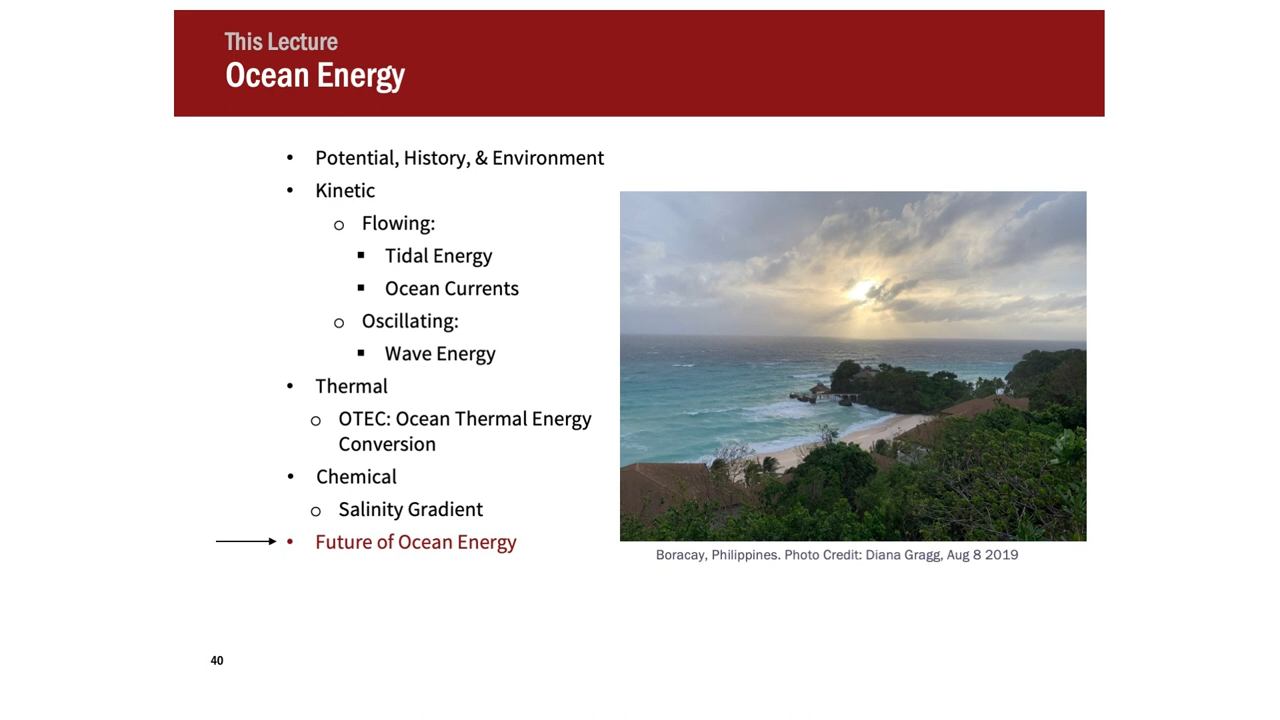 This Lecture
Ocean Energy
• Potential, History, & Environment
• Kinetic
o Flowing:
▪ Tidal Energy
▪ Ocean Currents
o Oscillating:
▪ Wave Energy
• Thermal
o OTEC: Ocean Thermal Energy
Conversion
• Chemical
o Salinity Gradient
• Future of Ocean Energy
Boracay, Philippines. Photo Credit: Diana Gragg, Aug 8 2019
40